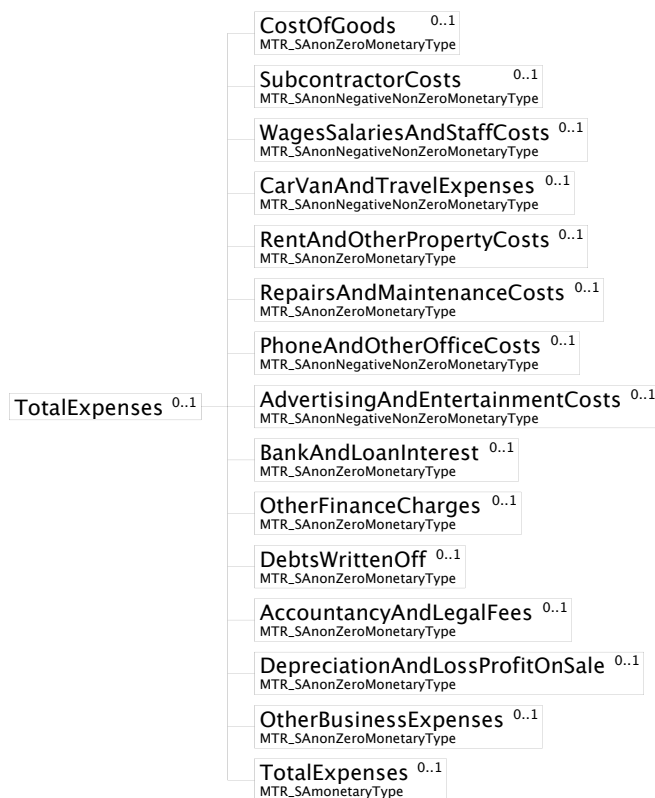 CostOfGoods 0..1
MTR_SAnonZeroMonetaryType
SubcontractorCosts 0..1
MTR_SAnonNegativeNonZeroMonetaryType
WagesSalariesAndStaffCosts 0..1
MTR_SAnonNegativeNonZeroMonetaryType
CarVanAndTravelExpenses 0..1
MTR_SAnonNegativeNonZeroMonetaryType
RentAndOtherPropertyCosts 0..1
MTR_SAnonZeroMonetaryType
RepairsAndMaintenanceCosts 0..1
MTR_SAnonZeroMonetaryType
PhoneAndOtherOfficeCosts 0..1
MTR_SAnonNegativeNonZeroMonetaryType
TotalExpenses 0..1
AdvertisingAndEntertainmentCosts 0..1
MTR_SAnonNegativeNonZeroMonetaryType
BankAndLoanInterest 0..1
MTR_SAnonZeroMonetaryType
OtherFinanceCharges 0..1
MTR_SAnonZeroMonetaryType
DebtsWrittenOff 0..1
MTR_SAnonZeroMonetaryType
AccountancyAndLegalFees 0..1
MTR_SAnonZeroMonetaryType
DepreciationAndLossProfitOnSale 0..1
MTR_SAnonZeroMonetaryType
OtherBusinessExpenses 0..1
MTR_SAnonZeroMonetaryType
TotalExpenses 0..1
MTR_SAmonetaryType